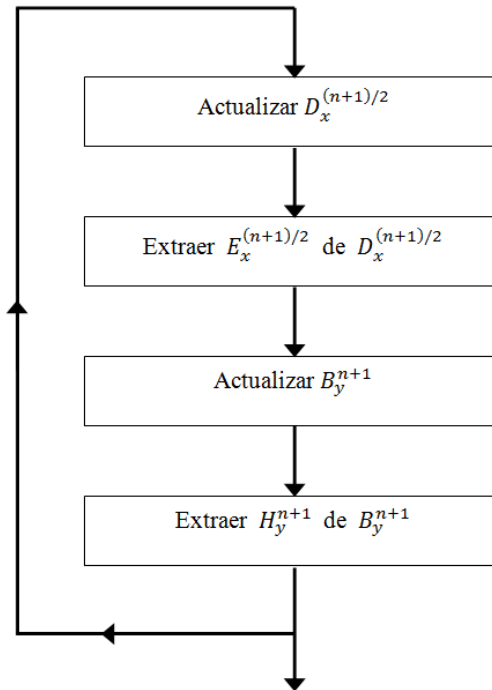 Actualizar $D_x^{(n+1)/2}$
Extraer $E_x^{(n+1)/2}$ de $D_x^{(n+1)/2}$
Actualizar $B_y^{n+1}$
Extraer $H_y^{n+1}$ de $B_y^{n+1}$